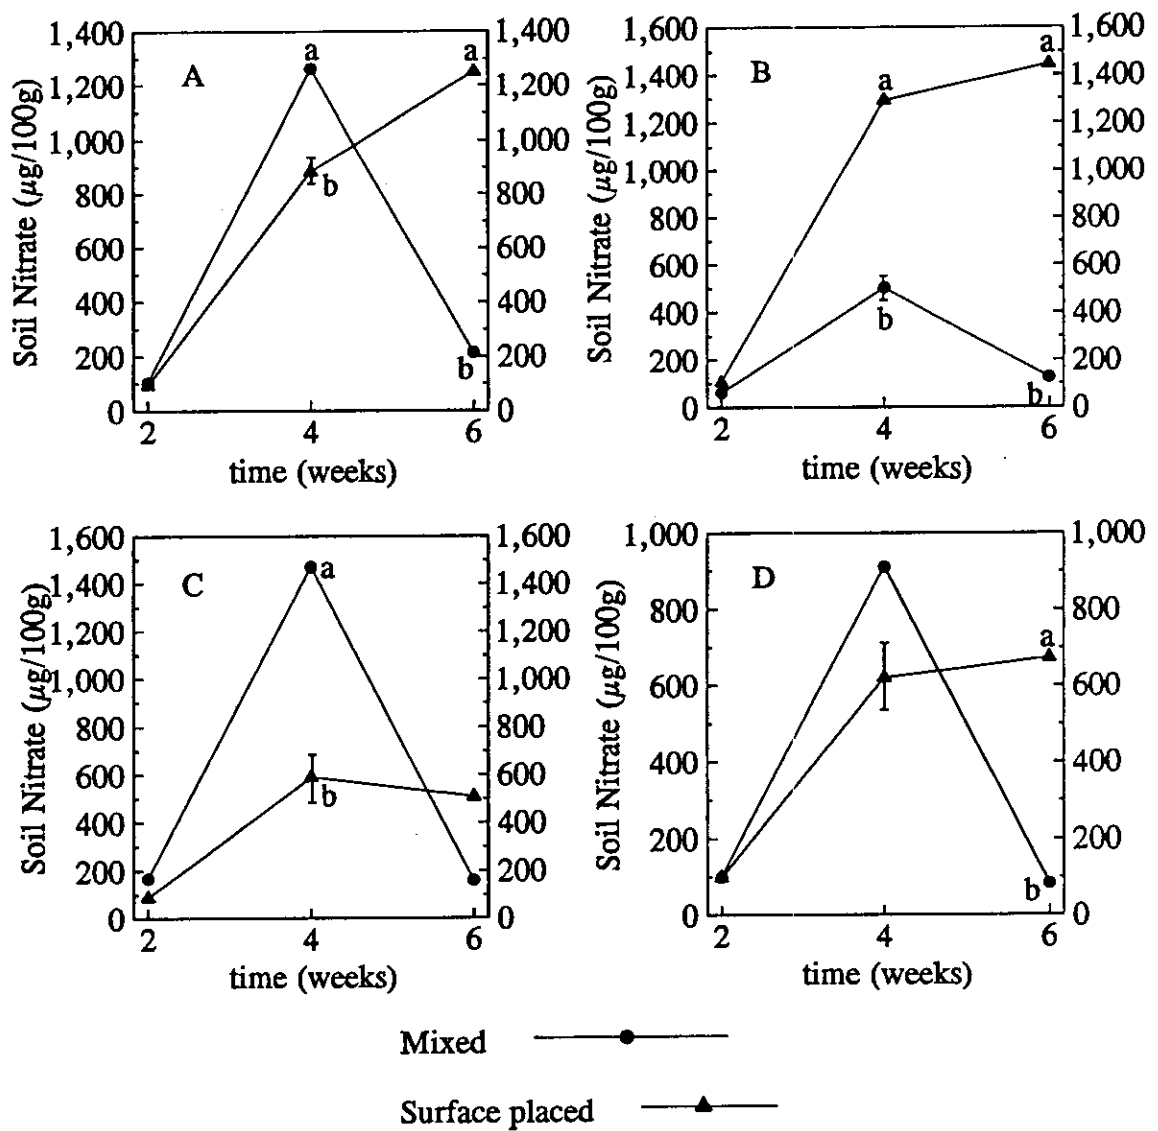 1,400 1,400
a a
A
1,200 1,200
1,000 1,000
800 b 800
600 600
400 400
200 b 200
0 0
2 4 6
time (weeks)
Soil Nitrate (μg/100g)
1,600 1,600
a
B
1,400 a 1,400
1,200 1,200
1,000 1,000
800 800
600 600
400 b 400
200 200
b
0 0
2 4 6
time (weeks)
Soil Nitrate (μg/100g)
1,600 1,600
C a
1,400 1,400
1,200 1,200
1,000 1,000
800 800
600 b 600
400 400
200 200
0 0
2 4 6
time (weeks)
Soil Nitrate (μg/100g)
1,000 1,000
D
800 800
a
600 600
400 400
200 200
b
0 0
2 4 6
time (weeks)
Soil Nitrate (μg/100g)
Mixed
Surface placed